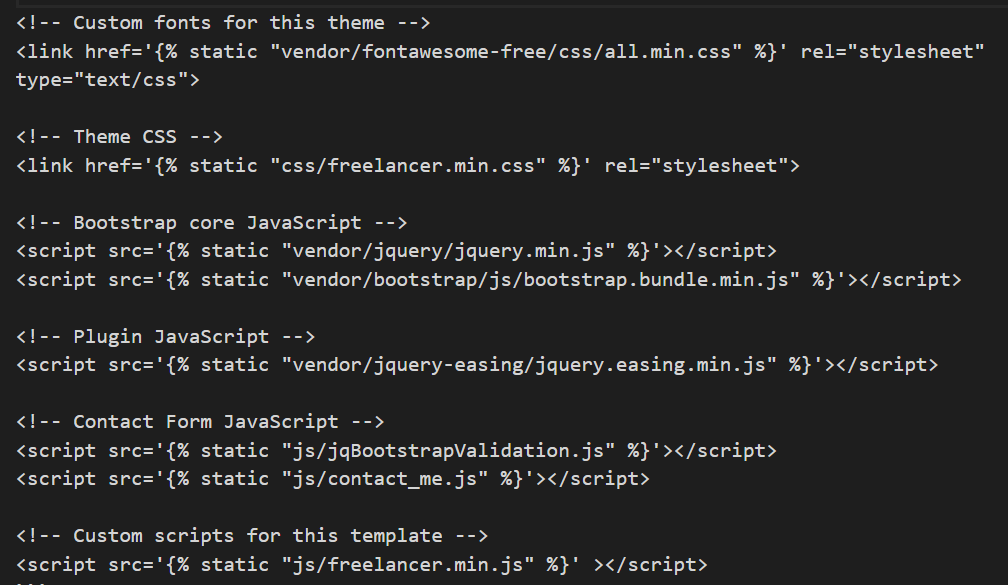 <!-- Custom fonts for this theme -->
<link href='{% static "vendor/fontawesome-free/css/all.min.css" %}' rel="stylesheet"
type="text/css">
<!-- Theme CSS -->
<link href='{% static "css/freelancer.min.css" %}' rel="stylesheet">
<!-- Bootstrap core JavaScript -->
<script src='{% static "vendor/jquery/jquery.min.js" %}'></script>
<script src='{% static "vendor/bootstrap/js/bootstrap.bundle.min.js" %}'></script>
<!-- Plugin JavaScript -->
<script src='{% static "vendor/jquery-easing/jquery.easing.min.js" %}'></script>
<!-- Contact Form JavaScript -->
<script src='{% static "js/jqBootstrapValidation.js" %}'></script>
<script src='{% static "js/contact_me.js" %}'></script>
<!-- Custom scripts for this template -->
<script src='{% static "js/freelancer.min.js" %}' ></script>